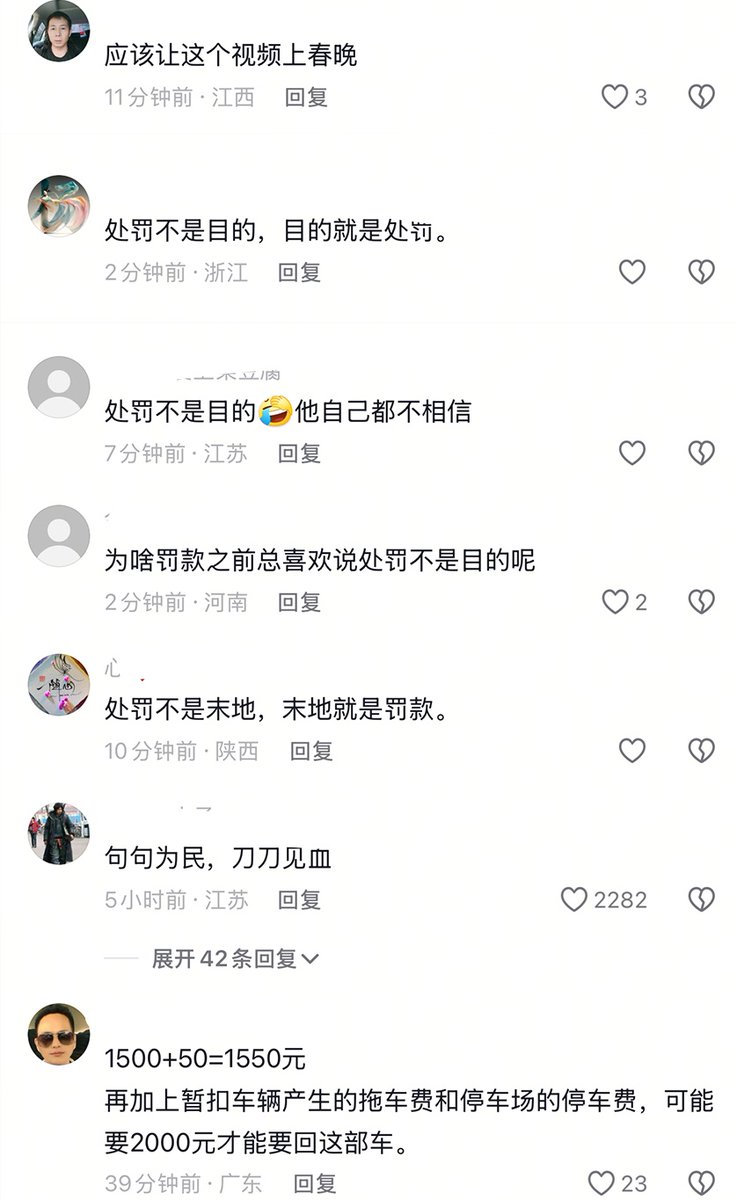 应该让这个视频上春晚
11分钟前·江西 回复 3
处罚不是目的，目的就是处罚。
2分钟前·浙江 回复
处罚不是目的🤣他自己都不相信
7分钟前·江苏 回复
为啥罚款之前总喜欢说处罚不是目的呢
2分钟前·河南 回复 2
心
处罚不是末地，末地就是罚款。
10分钟前·陕西 回复
句句为民，刀刀见血
5小时前·江苏 回复 2282
展开42条回复
1500+50=1550元
再加上暂扣车辆产生的拖车费和停车场的停车费，可能
要2000元才能要回这部车。
39分钟前·广东 回复 23